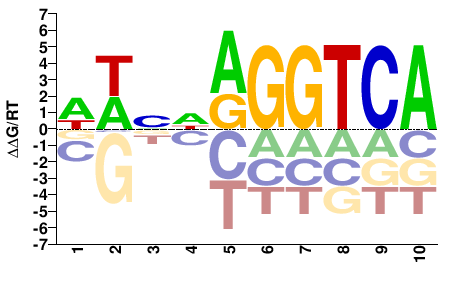 ΔΔG/RT
7
6
5
4
3
2
1
0
-1
-2
-3
-4
-5
-6
-7
A T G C
T A G
C T
A T C
A G C T
G A C T
G A C T
T A C G
C A G T
A C G T
1 2 3 4 5 6 7 8 9 10